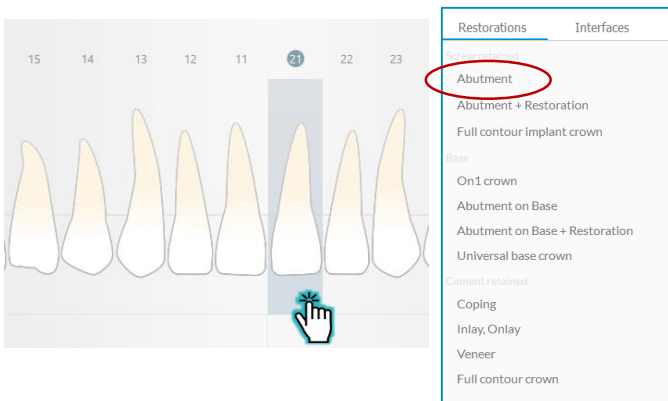 15 14 13 12 11 21 22 23
Restorations Interfaces
Screw retained
Abutment
Abutment + Restoration
Full contour implant crown
Base
On1 crown
Abutment on Base
Abutment on Base + Restoration
Universal base crown
Cement retained
Coping
Inlay, Onlay
Veneer
Full contour crown